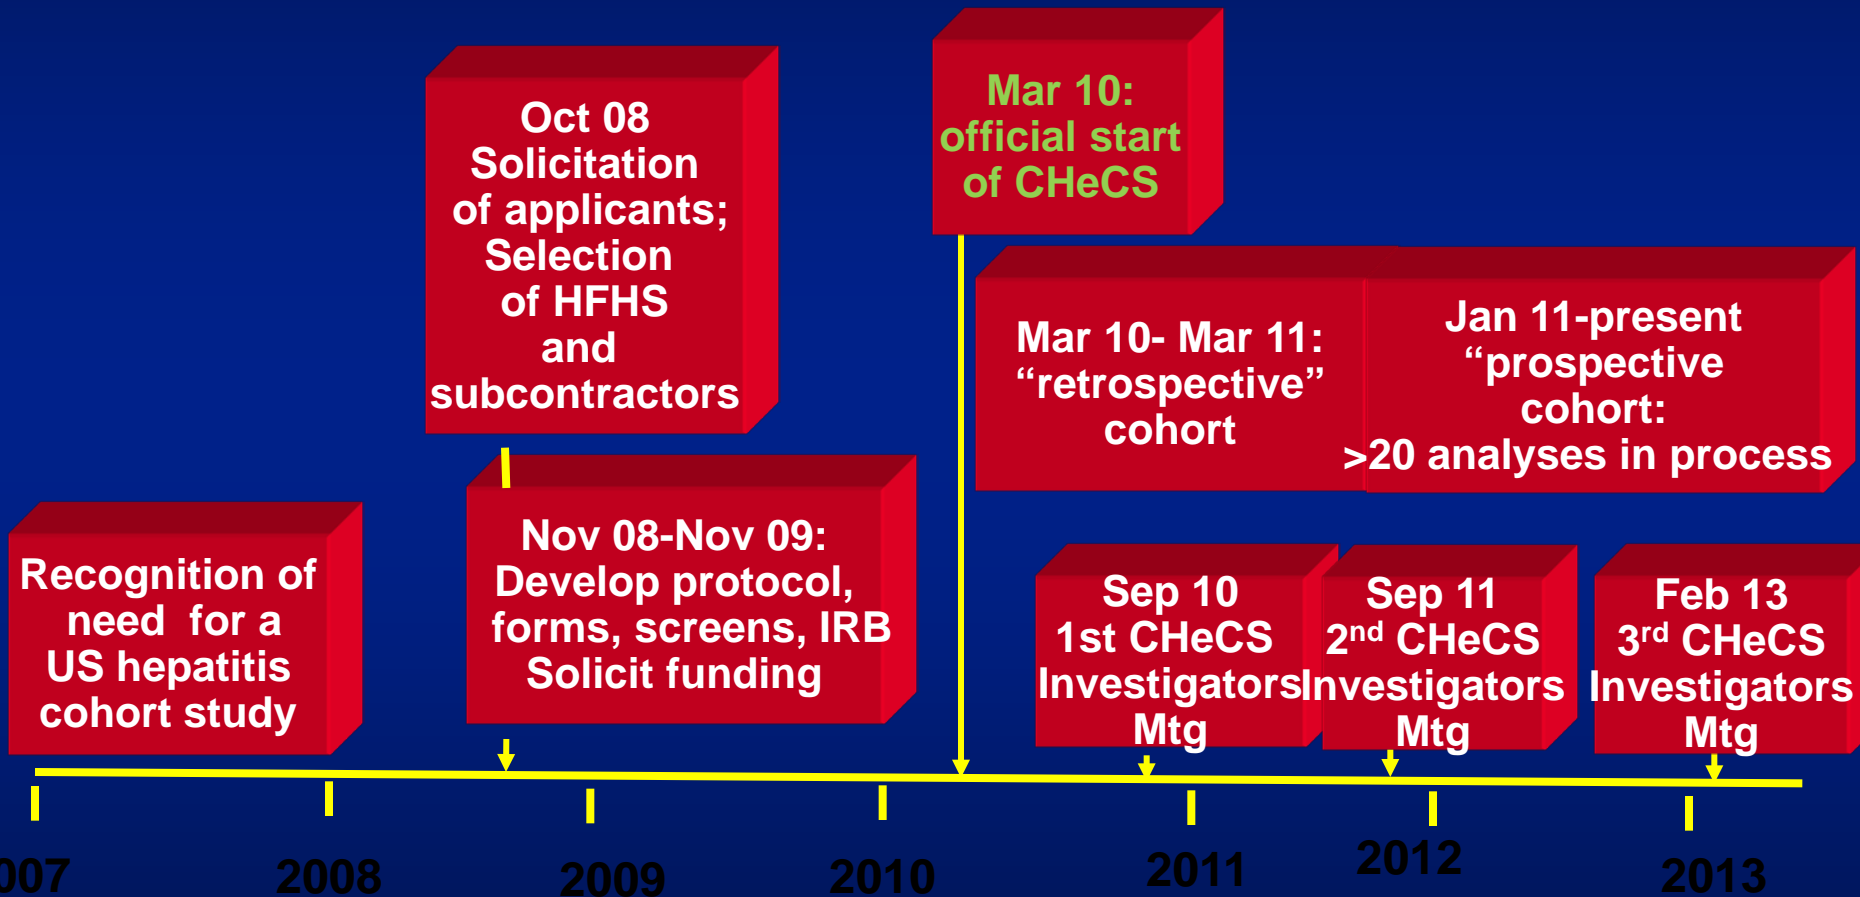 Oct 08
Solicitation
of applicants;
Selection
of HFHS
and
subcontractors
Mar 10:
official start
of CHeCS
Mar 10- Mar 11:
“retrospective”
cohort
Jan 11-present
“prospective
cohort:
>20 analyses in process
Recognition of
need for a
US hepatitis
cohort study
Nov 08-Nov 09:
Develop protocol,
forms, screens, IRB
Solicit funding
Sep 10
1st CHeCS
Investigators
Mtg
Sep 11
2nd CHeCS
Investigators
Mtg
Feb 13
3rd CHeCS
Investigators
Mtg
007
2008
2009
2010
2011
2012
2013